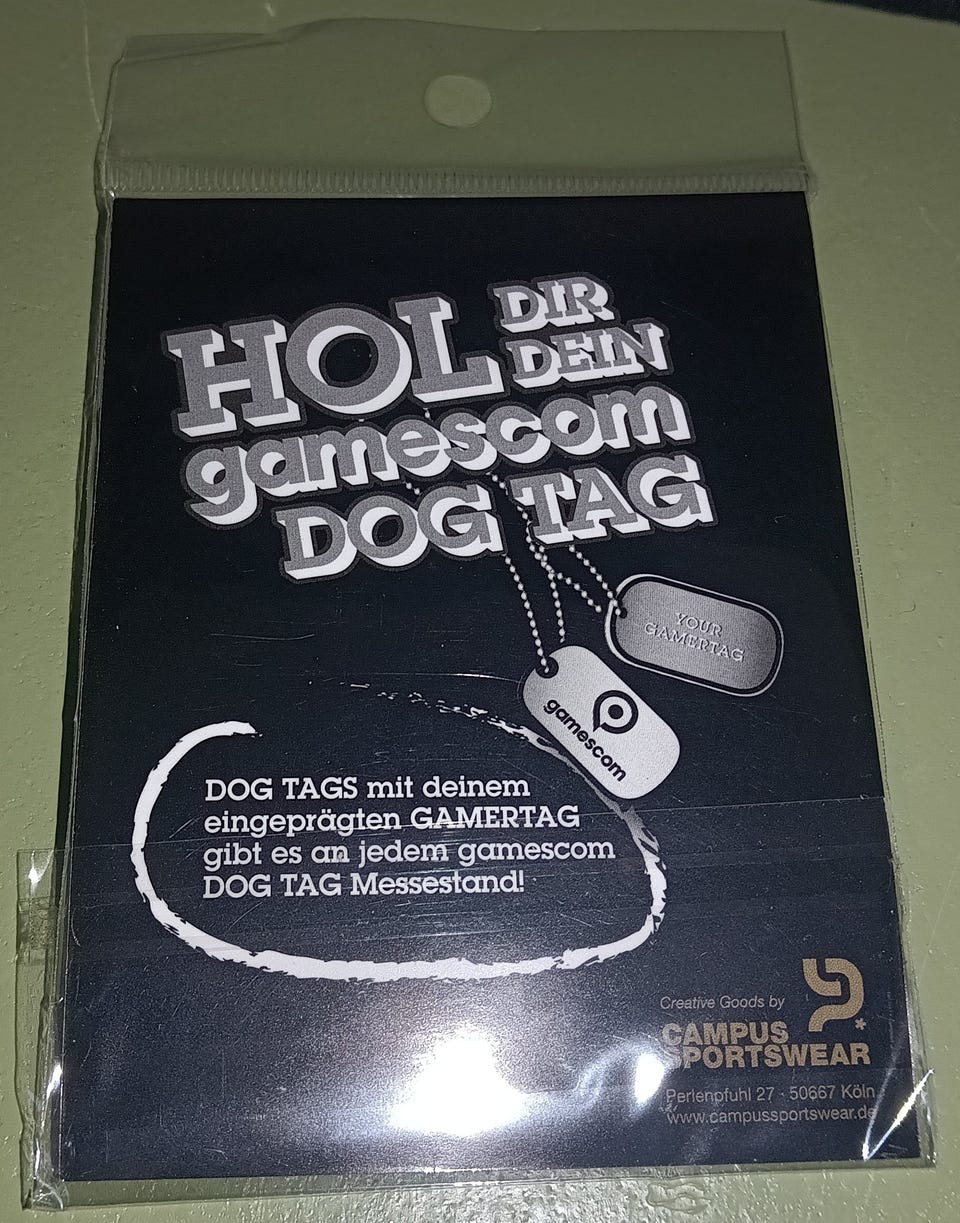 HOL DIR
DEIN
gamescom
DOG TAG
YOUR
GAMERTAG
gamescom
DOG TAGS mit deinem
eingeprägten GAMERTAG
gibt es an jedem gamescom
DOG TAG Messestand!
Creative Goods by
CAMPUS
SPORTSWEAR
Perlenpfuhl 27 · 50667 Köln
www.campussportswear.de